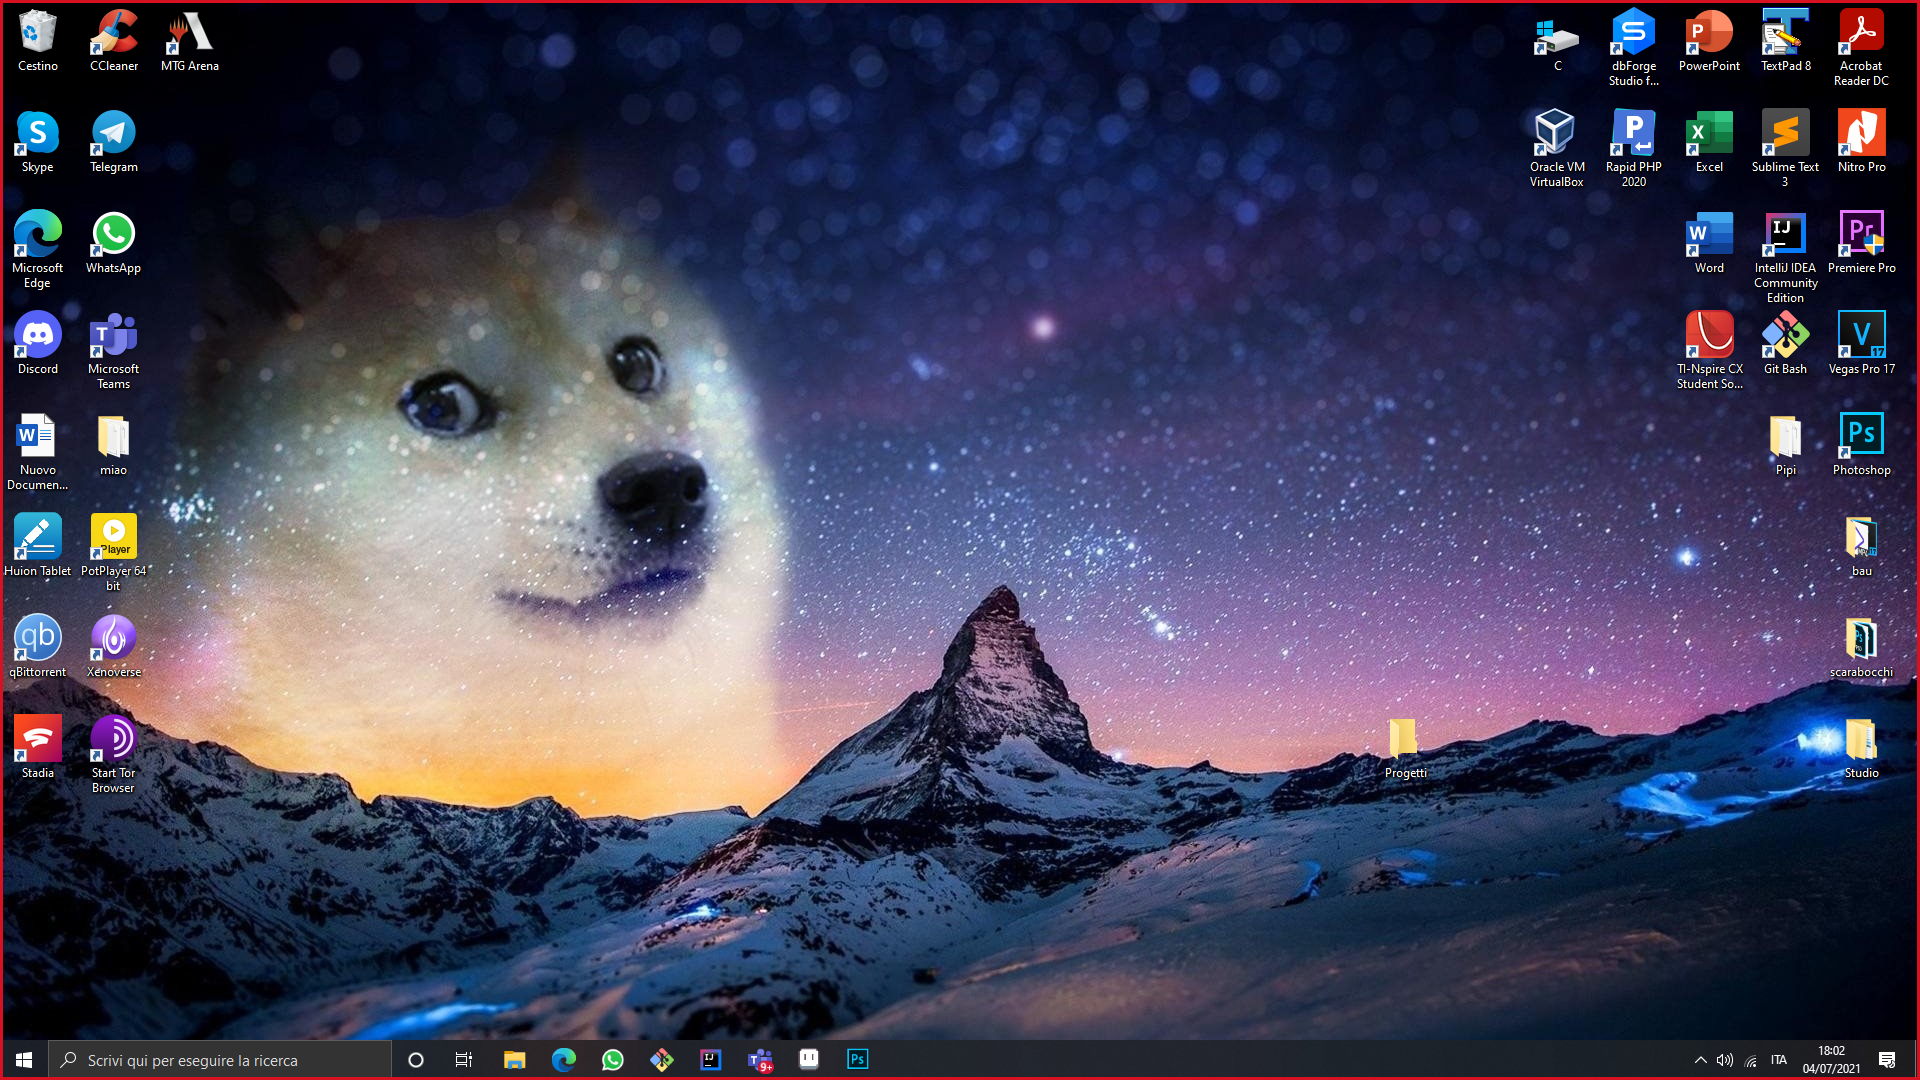 Cestino
CCleaner
MTG Arena
C
dbForge
Studio f...
PowerPoint
TextPad 8
Acrobat
Reader DC
Skype
Telegram
Oracle VM
VirtualBox
Rapid PHP
2020
Excel
Sublime Text
3
Nitro Pro
Microsoft
Edge
WhatsApp
Word
IntelliJ IDEA
Community
Edition
Premiere Pro
Discord
Microsoft
Teams
TI-Nspire CX
Student So...
Git Bash
Vegas Pro 17
Nuovo
Documen...
miao
Pipi
Photoshop
Huion Tablet
Player
PotPlayer 64
bit
bau
qb
qBittorrent
Xenoverse
scarabocchi
Stadia
Start Tor
Browser
Progetti
Studio
Scrivi qui per eseguire la ricerca
9+
Ps
ITA
18:02
04/07/2021